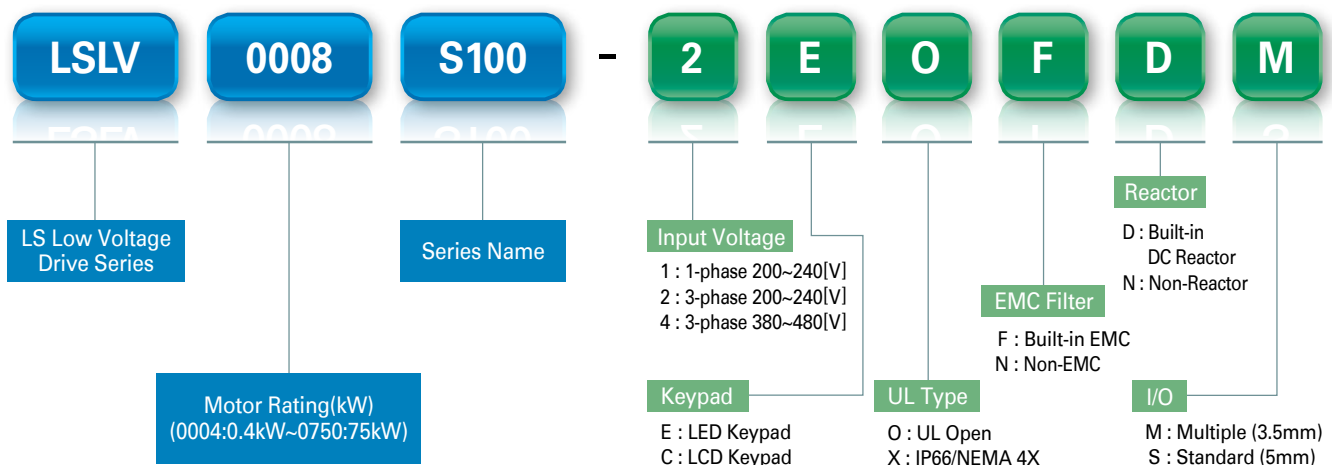 LSLV 0008 S100 - 2 E O F D M
LS Low Voltage
Drive Series
Motor Rating(kW)
(0004:0.4kW~0750:75kW)
Series Name
Input Voltage
1 : 1-phase 200~240[V]
2 : 3-phase 200~240[V]
4 : 3-phase 380~480[V]
Keypad
E : LED Keypad
C : LCD Keypad
UL Type
O : UL Open
X : IP66/NEMA 4X
EMC Filter
F : Built-in EMC
N : Non-EMC
Reactor
D : Built-in
DC Reactor
N : Non-Reactor
I/O
M : Multiple (3.5mm)
S : Standard (5mm)